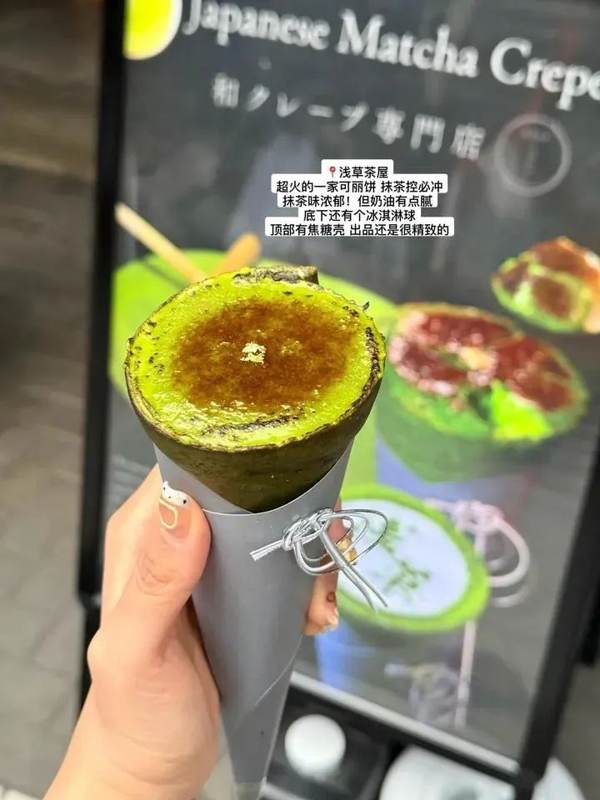 Japanese Matcha Crepe
和クレープ専門店
📍浅草茶屋
超火的一家可丽饼 抹茶控必冲
抹茶味浓郁！但奶油有点腻
底下还有个冰淇淋球
顶部有焦糖壳 出品还是很精致的